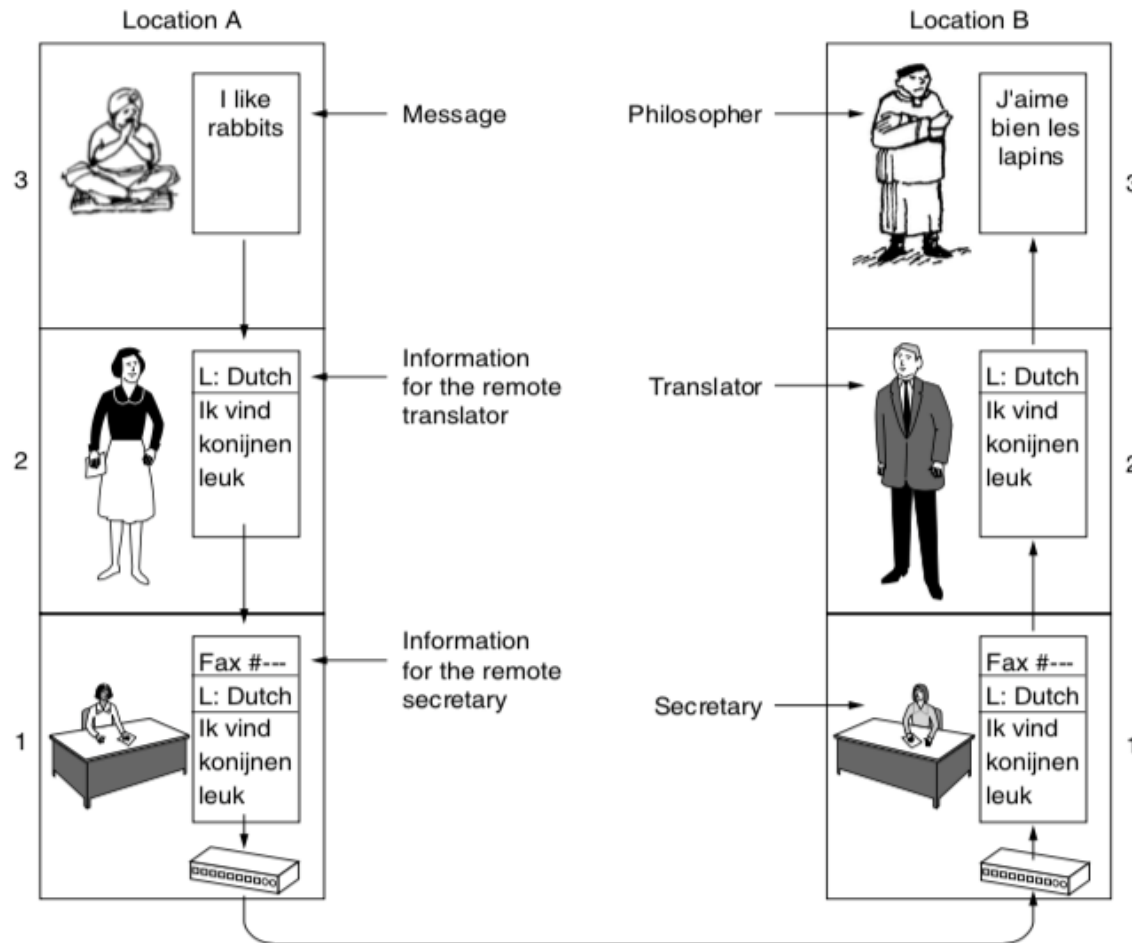 Location A
Location B
3
I like
rabbits
Message
Philosopher
J'aime
bien les
lapins
3
2
L: Dutch
Ik vind
konijnen
leuk
Information
for the remote
translator
Translator
L: Dutch
Ik vind
konijnen
leuk
2
1
Fax #---
L: Dutch
Ik vind
konijnen
leuk
Information
for the remote
secretary
Secretary
Fax #---
L: Dutch
Ik vind
konijnen
leuk
1